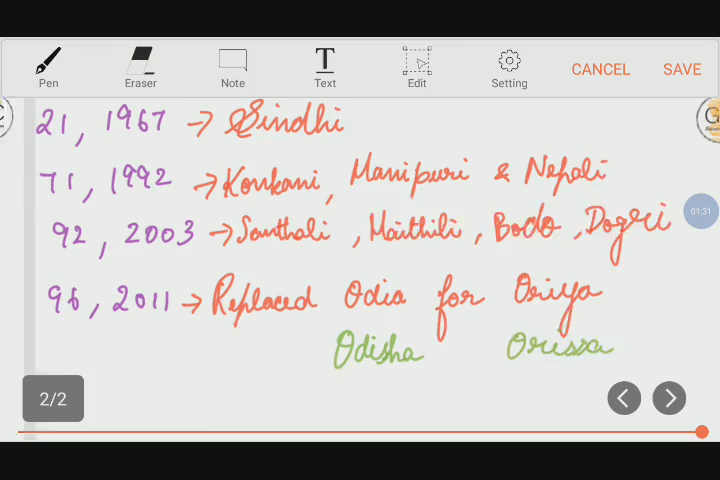 Pen Eraser Note Text Edit Setting CANCEL SAVE
21, 1967 → Sindhi
71, 1992 → Konkani, Manipuri & Nepali
01:31
92, 2003 → Santhali, Maithili, Bodo, Dogri
96, 2011 → Replaced Odia for Oriya
Odisha Orissa
2/2